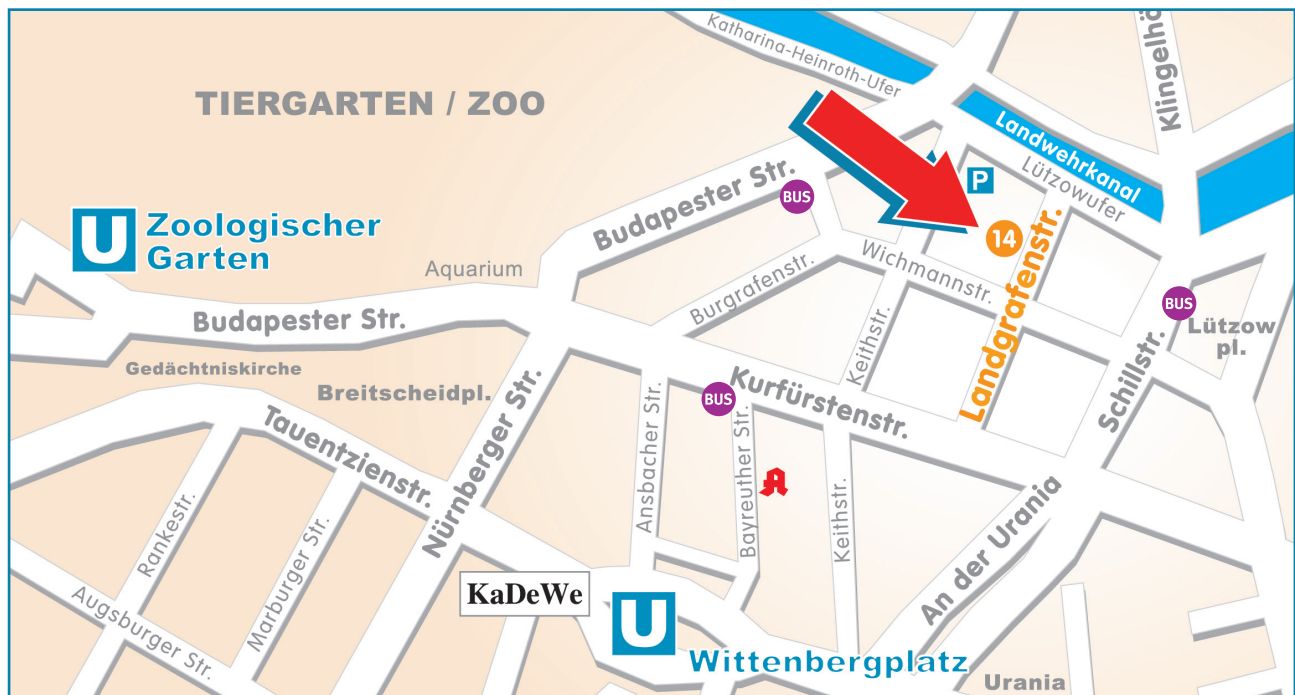 Katharina-Heinroth-Ufer
Klingelhö
TIERGARTEN / ZOO
Landwehrkanal
Lützowufer
P
Budapester Str.
BUS
U
Zoologischer
Garten
14
Landgrafenstr.
Wichmannstr.
Aquarium
Burgrafenstr.
BUS
Lützow
pl.
Budapester Str.
Keithstr.
Schillstr.
Gedächtniskirche
Breitscheidpl.
BUS
Kurfürstenstr.
Tauentzienstr.
Nürnberger Str.
Ansbacher Str.
Bayreuther Str.
A
Keithstr.
An der Urania
Rankestr.
Marburger Str.
Augsburger Str.
KaDeWe
U
Wittenbergplatz
Urania